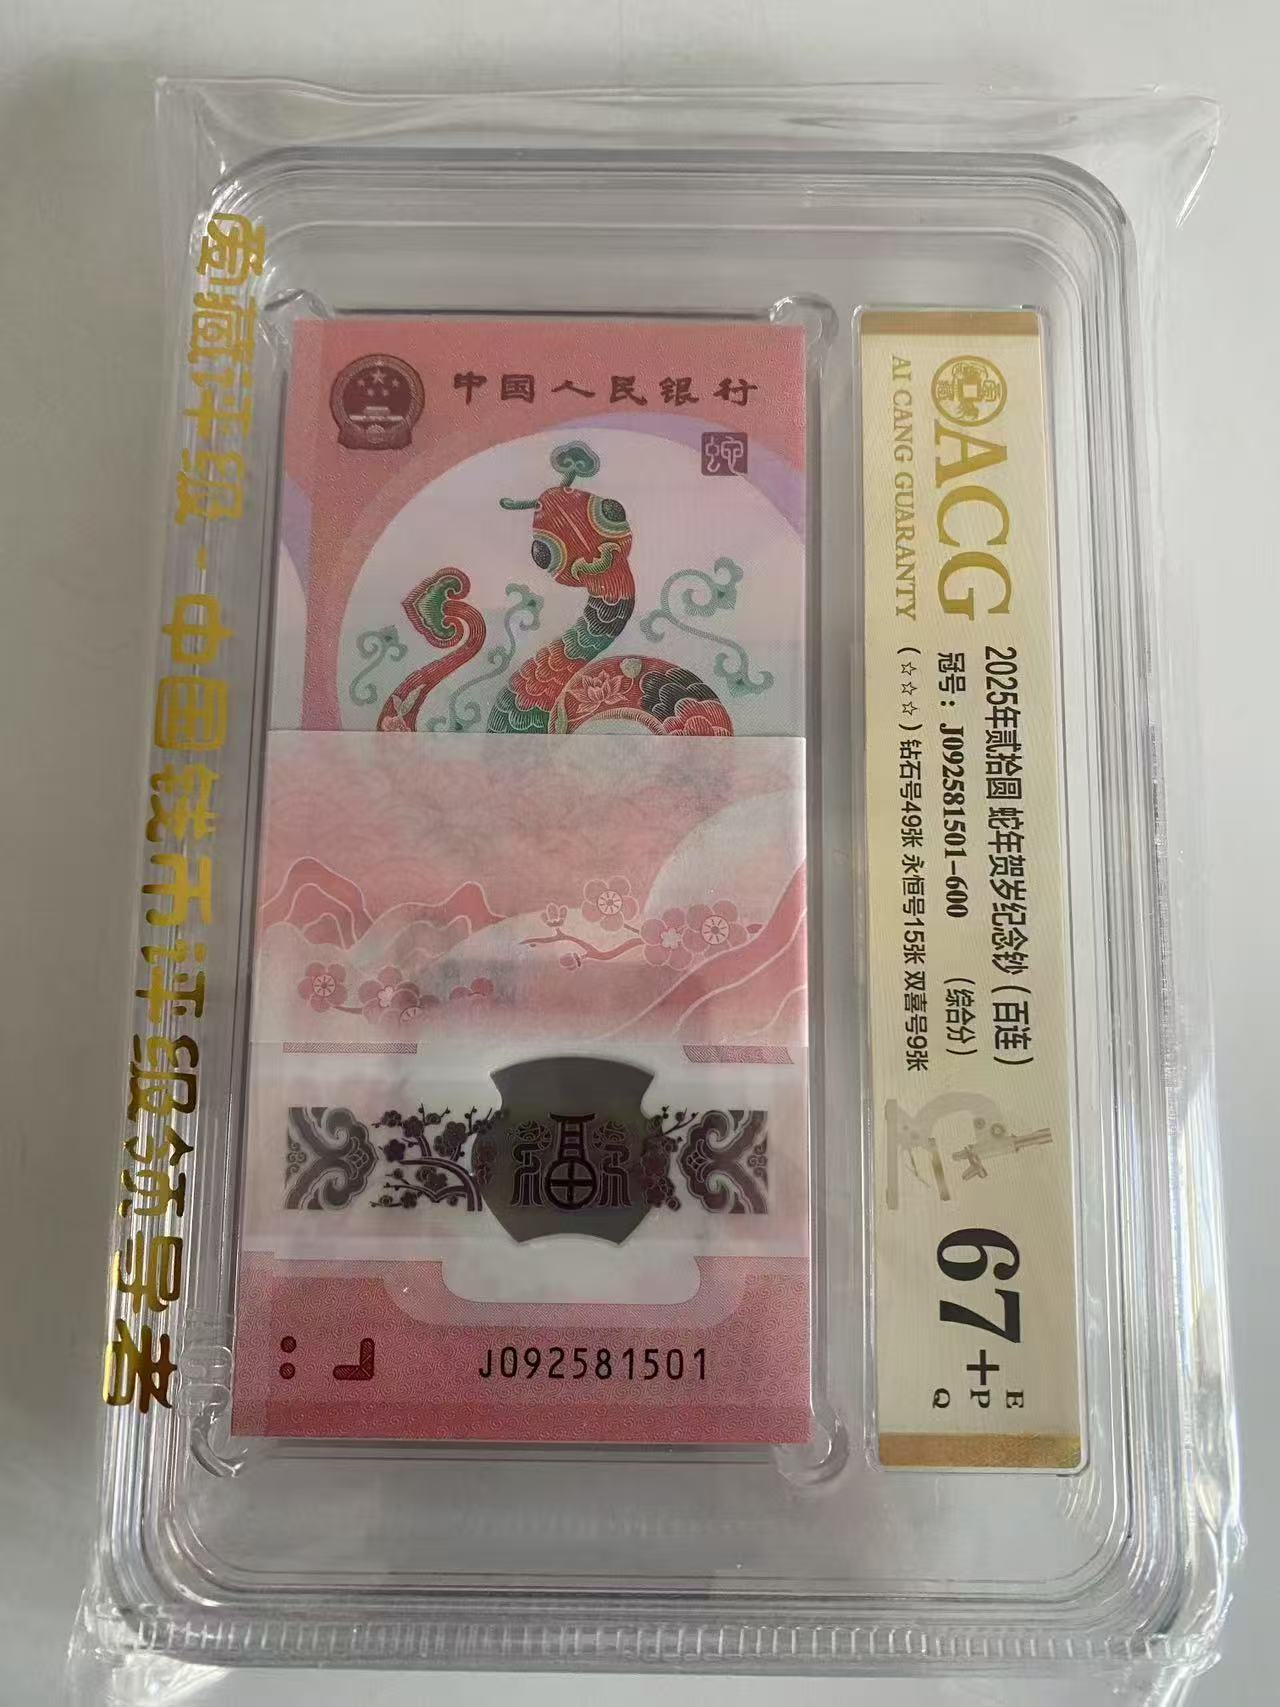 爱藏评级-中国钱币评级领导者
中国人民银行
蛇
J092581501
ACG
AI CANG GUARANTY
2025年贰拾圆 蛇年贺岁纪念钞（百连）
冠号：J092581501-600 （综合分）
（☆☆☆）钻石号49张 永恒号15张 双喜号9张
67+
E
P
Q